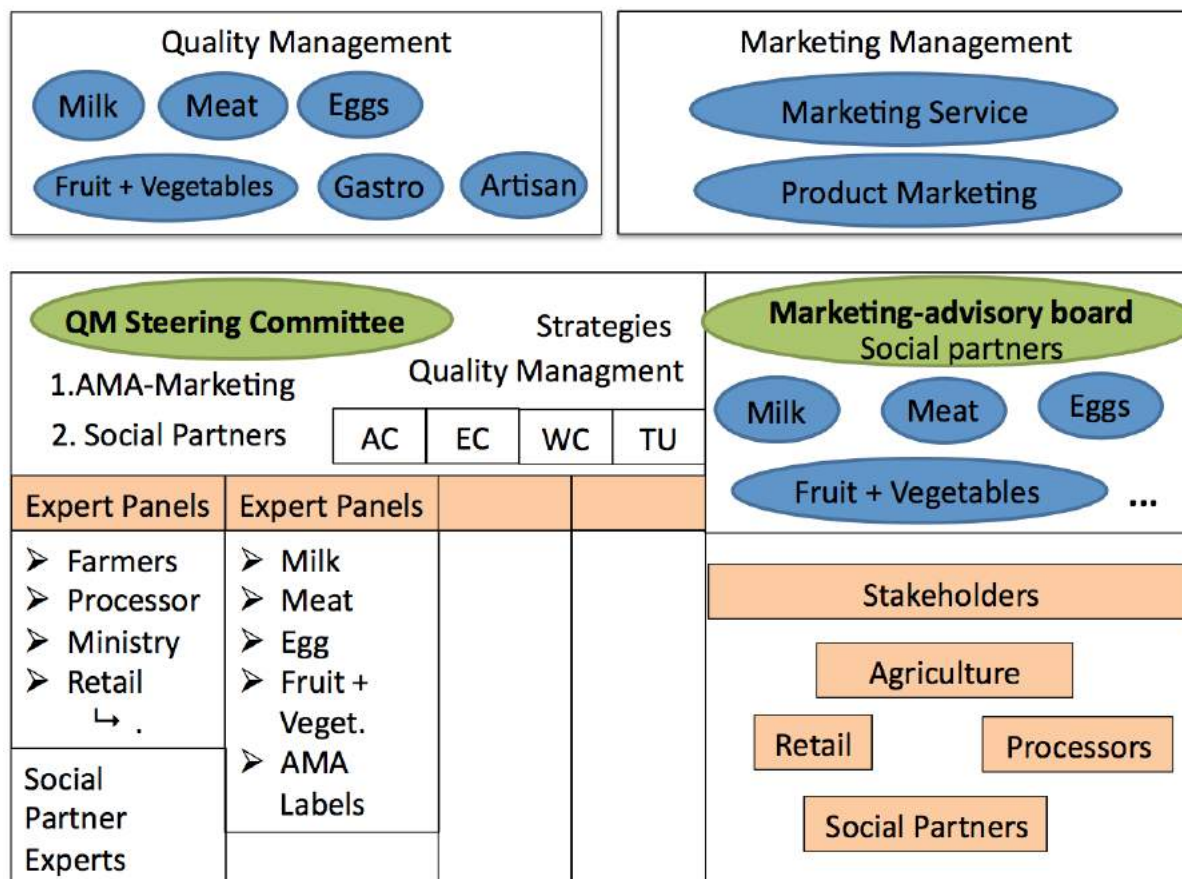 Quality Management
Milk
Meat
Eggs
Fruit + Vegetables
Gastro
Artisan
Marketing Management
Marketing Service
Product Marketing
QM Steering Committee
Strategies
Quality Managment
1.AMA-Marketing
2. Social Partners
AC
EC
WC
TU
Expert Panels
➢ Farmers
➢ Processor
➢ Ministry
➢ Retail
↳ .
Social
Partner
Experts
Expert Panels
➢ Milk
➢ Meat
➢ Egg
➢ Fruit +
Veget.
➢ AMA
Labels
Marketing-advisory board
Social partners
Milk
Meat
Eggs
Fruit + Vegetables
...
Stakeholders
Agriculture
Retail
Processors
Social Partners